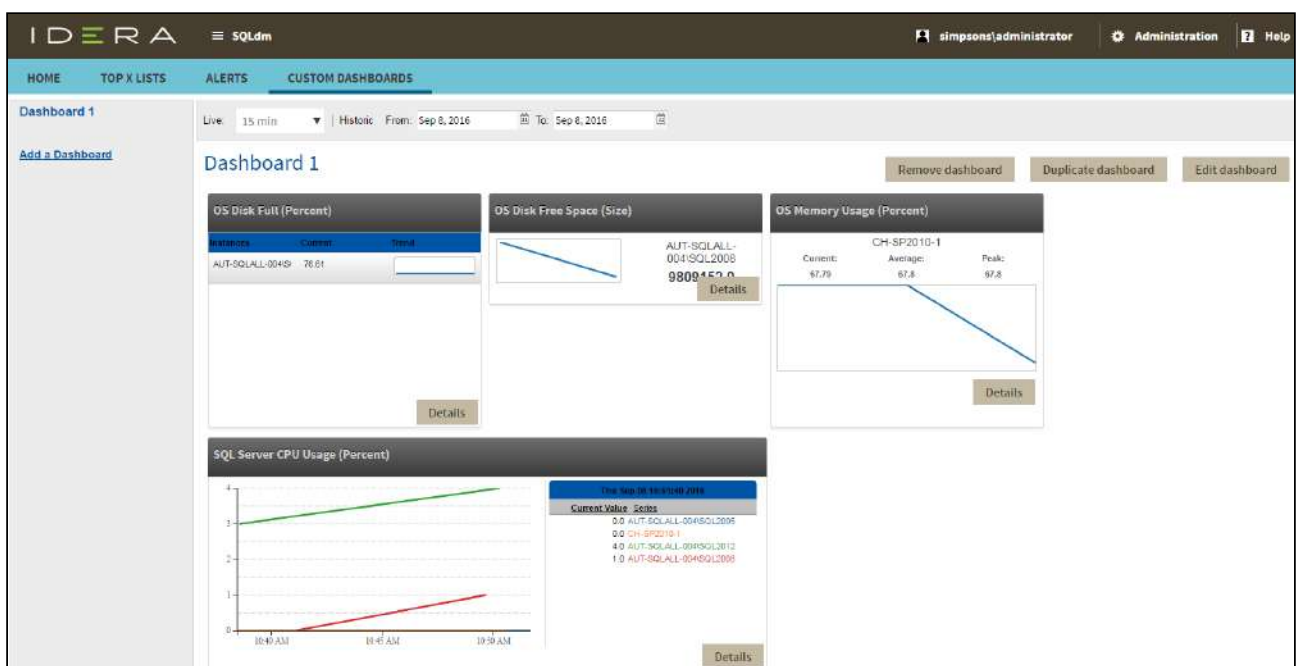 IDERA
SQLdm
simpsons\administrator
Administration
? Help
HOME
TOP X LISTS
ALERTS
CUSTOM DASHBOARDS
Dashboard 1
Add a Dashboard
Live: 15 min | Historic From: Sep 8, 2016 To: Sep 8, 2016
Dashboard 1
Remove dashboard
Duplicate dashboard
Edit dashboard
OS Disk Full (Percent)
Instances Current Trend
AUT-SQLALL-004\S 76.61
Details
OS Disk Free Space (Size)
AUT-SQLALL-
004\SQL2008
Details
OS Memory Usage (Percent)
CH-SP2010-1
Current: Average: Peak:
67.79 67.8 67.8
Details
SQL Server CPU Usage (Percent)
4
3
2
1
0
10:40 AM 10:45 AM 10:50 AM
Current Value Series
0.0 AUT-SQLALL-004\SQL2005
0.0 CH-SP2010-1
4.0 AUT-SQLALL-004\SQL2012
1.0 AUT-SQLALL-004\SQL2008
Details